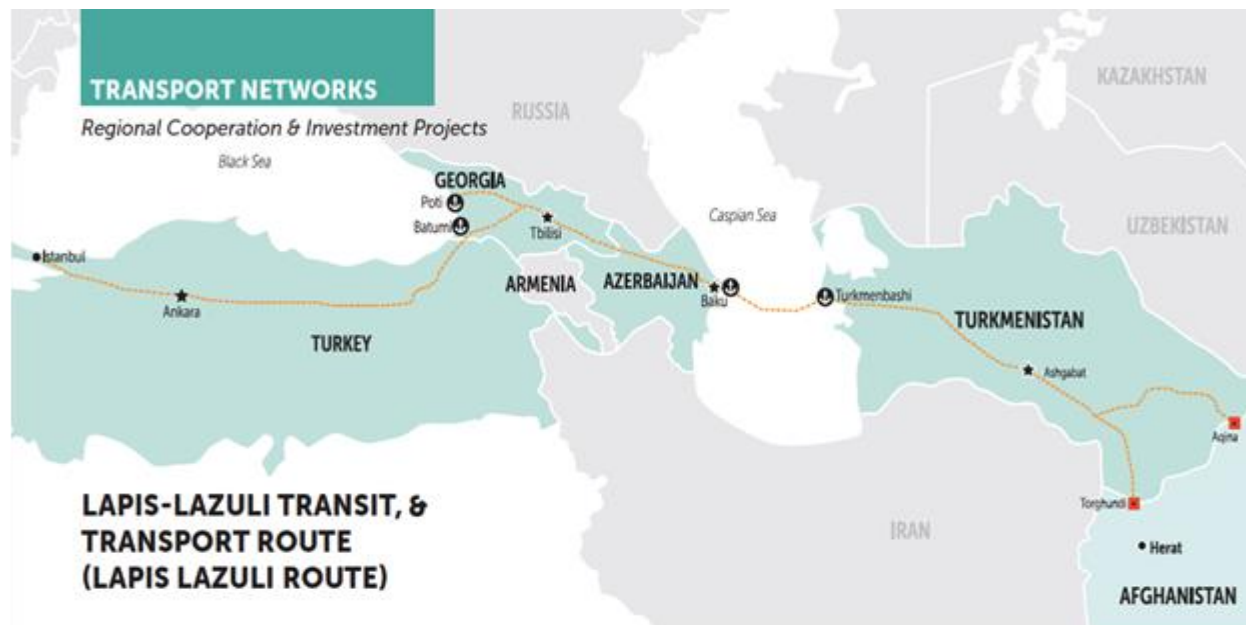 TRANSPORT NETWORKS
Regional Cooperation & Investment Projects
Black Sea
RUSSIA
KAZAKHSTAN
UZBEKISTAN
GEORGIA
Poti
Batumi
Tbilisi
Caspian Sea
Istanbul
Ankara
TURKEY
ARMENIA
AZERBAIJAN
Baku
Turkmenbashi
TURKMENISTAN
Ashgabat
Aqina
Torghundi
IRAN
Herat
AFGHANISTAN
LAPIS-LAZULI TRANSIT, &
TRANSPORT ROUTE
(LAPIS LAZULI ROUTE)